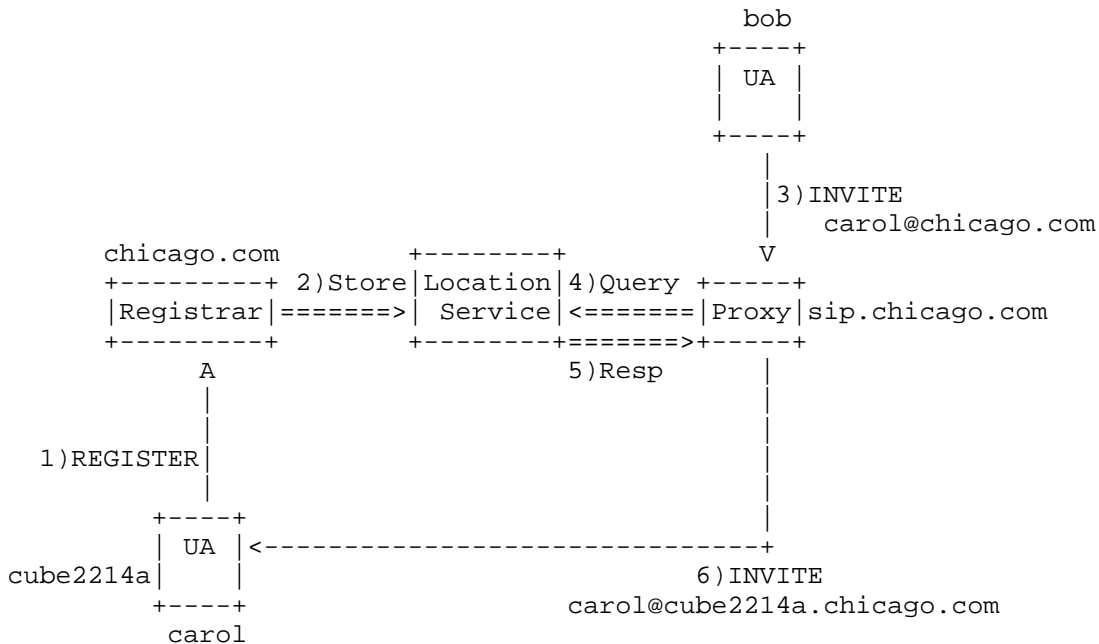 bob
+----+
| UA |
|    |
+----+
|
|3)INVITE
|   carol@chicago.com
chicago.com        +--------+            V
+---------+ 2)Store|Location|4)Query +-----+
|Registrar|=======>| Service|<=======|Proxy|sip.chicago.com
+---------+        +--------+=======>+-----+
A                      5)Resp      |
|                                  |
|                                  |
1)REGISTER|                                  |
|                                  |
+----+                                |
| UA |<-------------------------------+
cube2214a|    |                            6)INVITE
+----+                    carol@cube2214a.chicago.com
carol